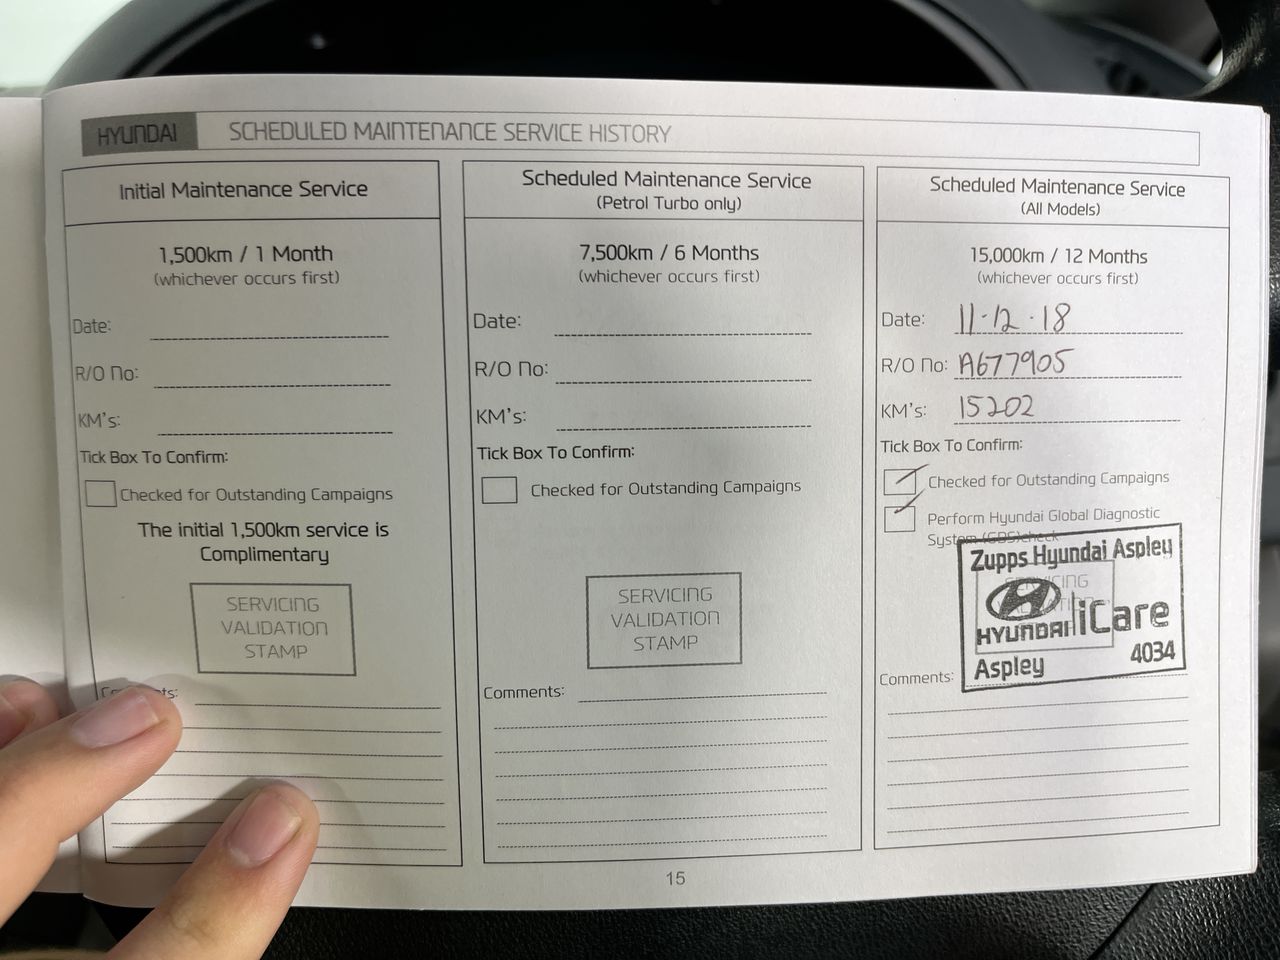 HYUNDAI SCHEDULED MAINTENANCE SERVICE HISTORY
Initial Maintenance Service
1,500km / 1 Month
(whichever occurs first)
Date:
R/O No:
KM's:
Tick Box To Confirm:
Checked for Outstanding Campaigns
The initial 1,500km service is
Complimentary
SERVICING
VALIDATION
STAMP
Comments:
Scheduled Maintenance Service
(Petrol Turbo only)
7,500km / 6 Months
(whichever occurs first)
Date:
R/O No:
KM's:
Tick Box To Confirm:
Checked for Outstanding Campaigns
SERVICING
VALIDATION
STAMP
Comments:
Scheduled Maintenance Service
(All Models)
15,000km / 12 Months
(whichever occurs first)
Date: 11-12-18
R/O No: A677905
KM's: 15202
Tick Box To Confirm:
Checked for Outstanding Campaigns
Perform Hyundai Global Diagnostic
System (GDS) check
Zupps Hyundai Aspley
SERVICING
HYUNDAI iCare
Aspley 4034
Comments:
15